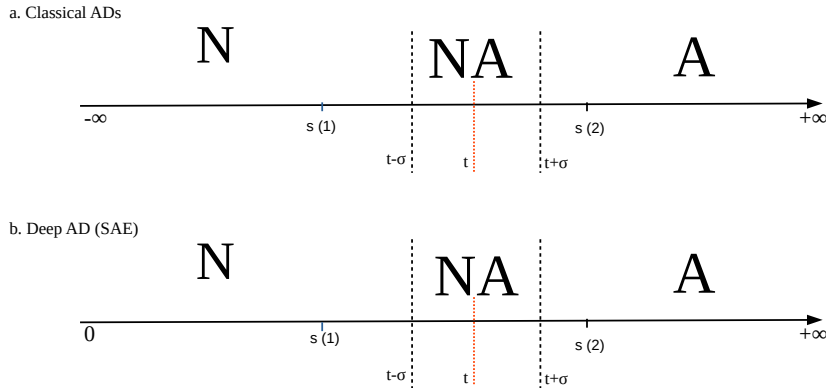 a. Classical ADs
N NA A
-∞ +∞
s (1) s (2)
t-σ t t+σ
b. Deep AD (SAE)
N NA A
0 +∞
s (1) s (2)
t-σ t t+σ